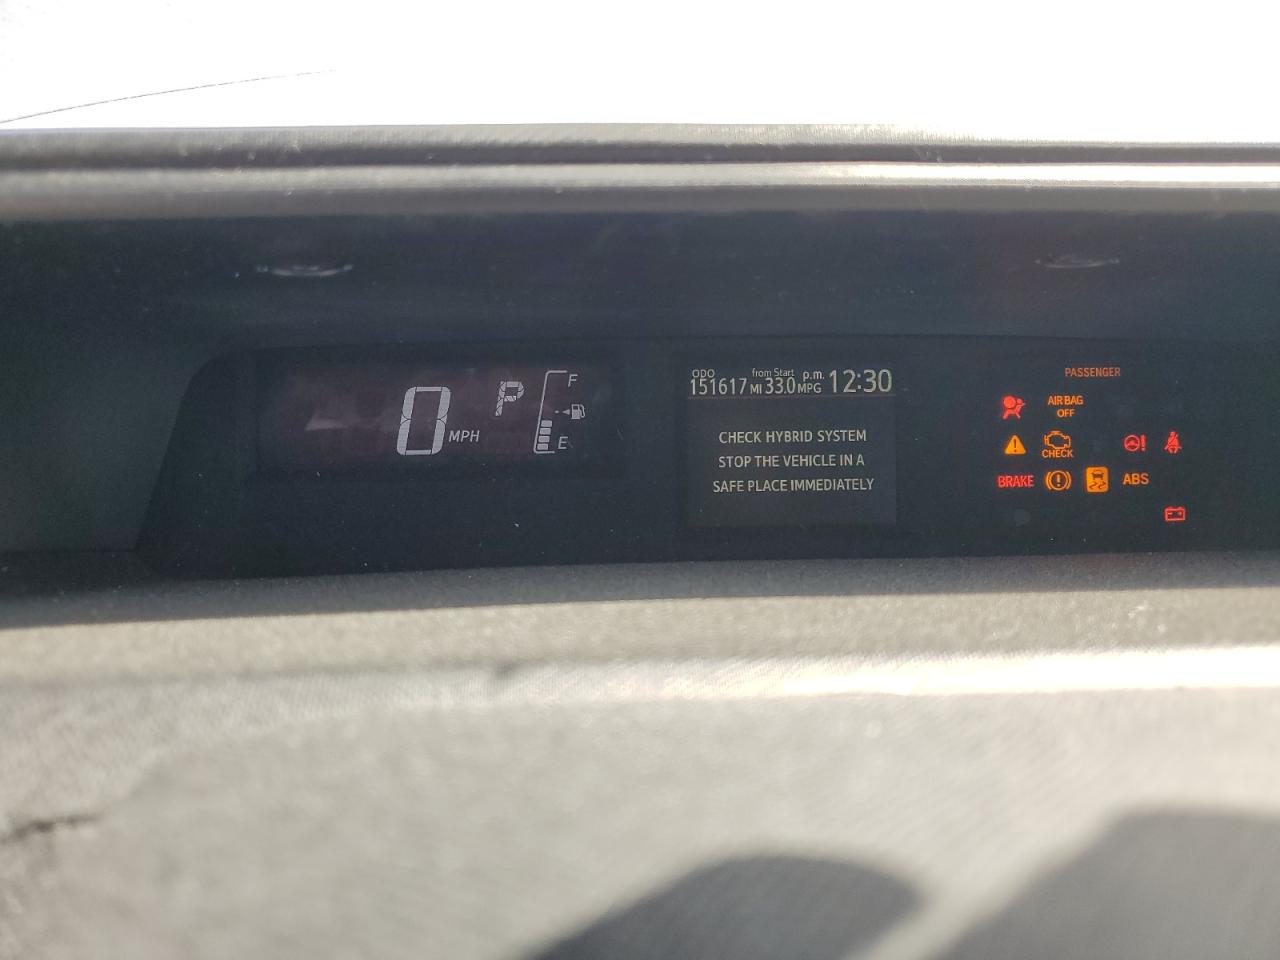 0 MPH
P
F
E
ODO
151617 MI
from Start
33.0 MPG
p.m. 12:30
CHECK HYBRID SYSTEM
STOP THE VEHICLE IN A
SAFE PLACE IMMEDIATELY
PASSENGER
AIR BAG
OFF
CHECK
BRAKE
ABS